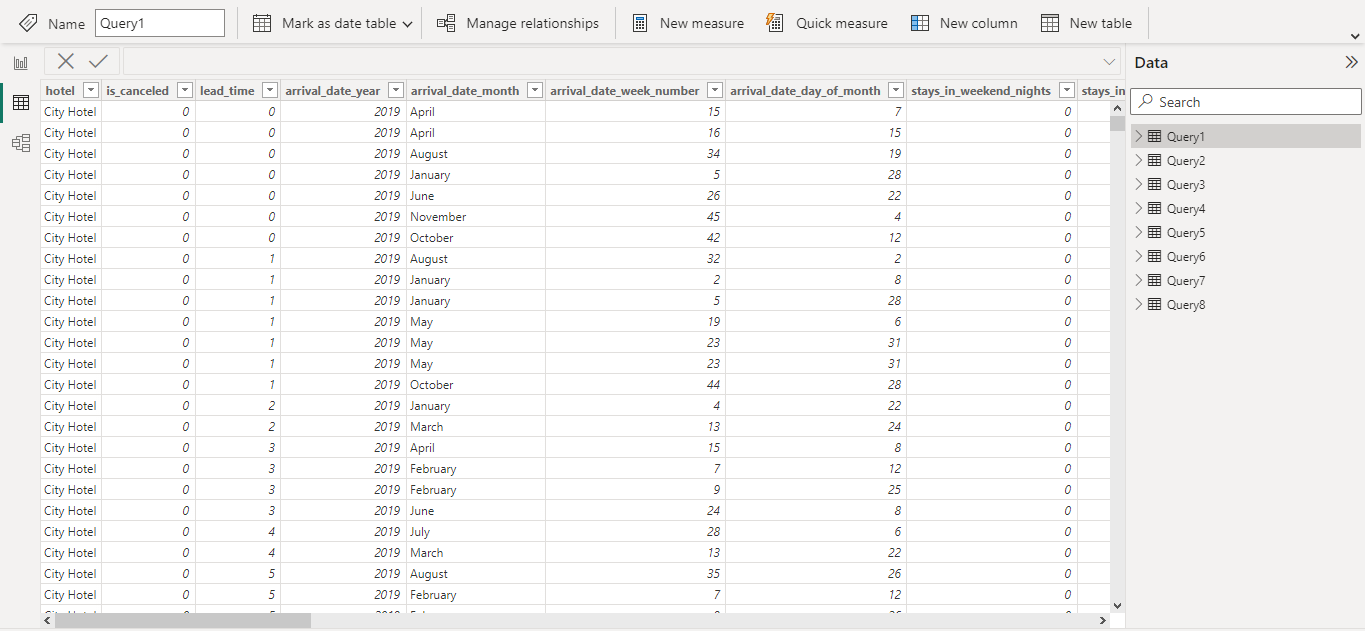 Name Query1 Mark as date table Manage relationships New measure Quick measure New column New table
Data
hotel is_canceled lead_time arrival_date_year arrival_date_month arrival_date_week_number arrival_date_day_of_month stays_in_weekend_nights stays_in
City Hotel 0 0 2019 April 15 7 0
City Hotel 0 0 2019 April 16 15 0
City Hotel 0 0 2019 August 34 19 0
City Hotel 0 0 2019 January 5 28 0
City Hotel 0 0 2019 June 26 22 0
City Hotel 0 0 2019 November 45 4 0
City Hotel 0 0 2019 October 42 12 0
City Hotel 0 1 2019 August 32 2 0
City Hotel 0 1 2019 January 2 8 0
City Hotel 0 1 2019 January 5 28 0
City Hotel 0 1 2019 May 19 6 0
City Hotel 0 1 2019 May 23 31 0
City Hotel 0 1 2019 May 23 31 0
City Hotel 0 1 2019 October 44 28 0
City Hotel 0 2 2019 January 4 22 0
City Hotel 0 2 2019 March 13 24 0
City Hotel 0 3 2019 April 15 8 0
City Hotel 0 3 2019 February 7 12 0
City Hotel 0 3 2019 February 9 25 0
City Hotel 0 3 2019 June 24 8 0
City Hotel 0 4 2019 July 28 6 0
City Hotel 0 4 2019 March 13 22 0
City Hotel 0 5 2019 August 35 26 0
City Hotel 0 5 2019 February 7 12 0
Search
Query1
Query2
Query3
Query4
Query5
Query6
Query7
Query8